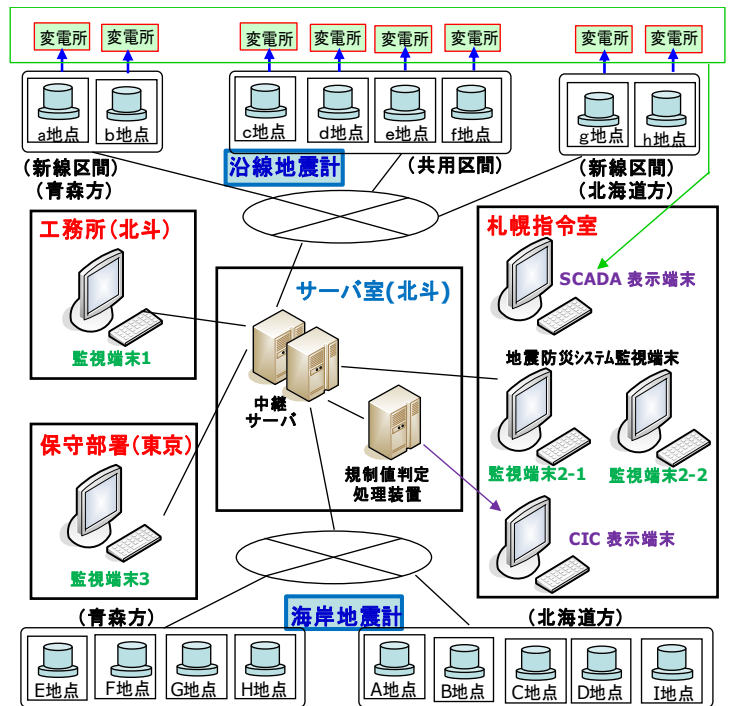 変電所 変電所 変電所 変電所 変電所 変電所 変電所 変電所
a地点 b地点 c地点 d地点 e地点 f地点 g地点 h地点
(新線区間)
(青森方)
沿線地震計
(共用区間)
(新線区間)
(北海道方)
工務所(北斗)
監視端末1
サーバ室(北斗)
中継
サーバ
規制値判定
処理装置
札幌指令室
SCADA 表示端末
地震防災システム監視端末
監視端末2-1
監視端末2-2
CIC 表示端末
保守部署(東京)
監視端末3
(青森方)
海岸地震計
(北海道方)
E地点 F地点 G地点 H地点 A地点 B地点 C地点 D地点 I地点